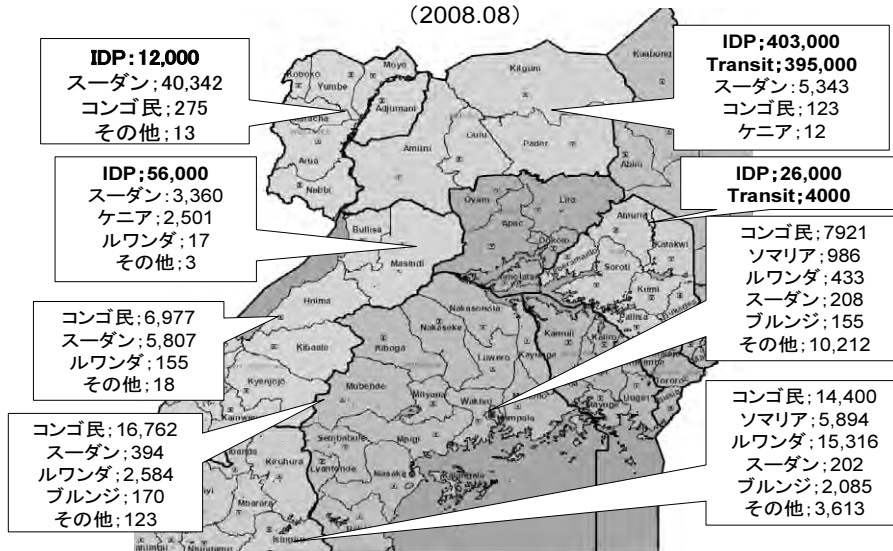 (2008.08)
IDP:12,000
スーダン;40,342
コンゴ民;275
その他;13
IDP;403,000
Transit;395,000
スーダン:5,343
コンゴ民;123
ケニア;12
IDP;56,000
スーダン;3,360
ケニア;2,501
ルワンダ;17
その他;3
IDP;26,000
Transit;4000
コンゴ民;7921
ソマリア;986
ルワンダ;433
スーダン;208
ブルンジ;155
その他;10,212
コンゴ民;6,977
スーダン;5,807
ルワンダ;155
その他;18
コンゴ民;16,762
スーダン;394
ルワンダ;2,584
ブルンジ;170
その他;123
コンゴ民;14,400
ソマリア;5,894
ルワンダ;15,316
スーダン;202
ブルンジ;2,085
その他;3,613
Koboko
Yumbe
Moyo
Adjumani
Arua
Nebbi
Kitgum
Kaabong
Gulu
Pader
Amuru
Abim
Oyam
Apac
Lira
Dokolo
Amuria
Katakwi
Soroti
Kumi
Pallisa
Bukedea
Bullisa
Masindi
Hoima
Kibaale
Kyenjojo
Nakasongola
Nakaseke
Kiboga
Luwero
Kayunga
Kamuli
Kaliro
Mubende
Mityana
Wakiso
Sembabule
Mpigi
Lyantonde
Masaka
Kalangala
Kiruhura
Mbarara
Isingiro
Tororo